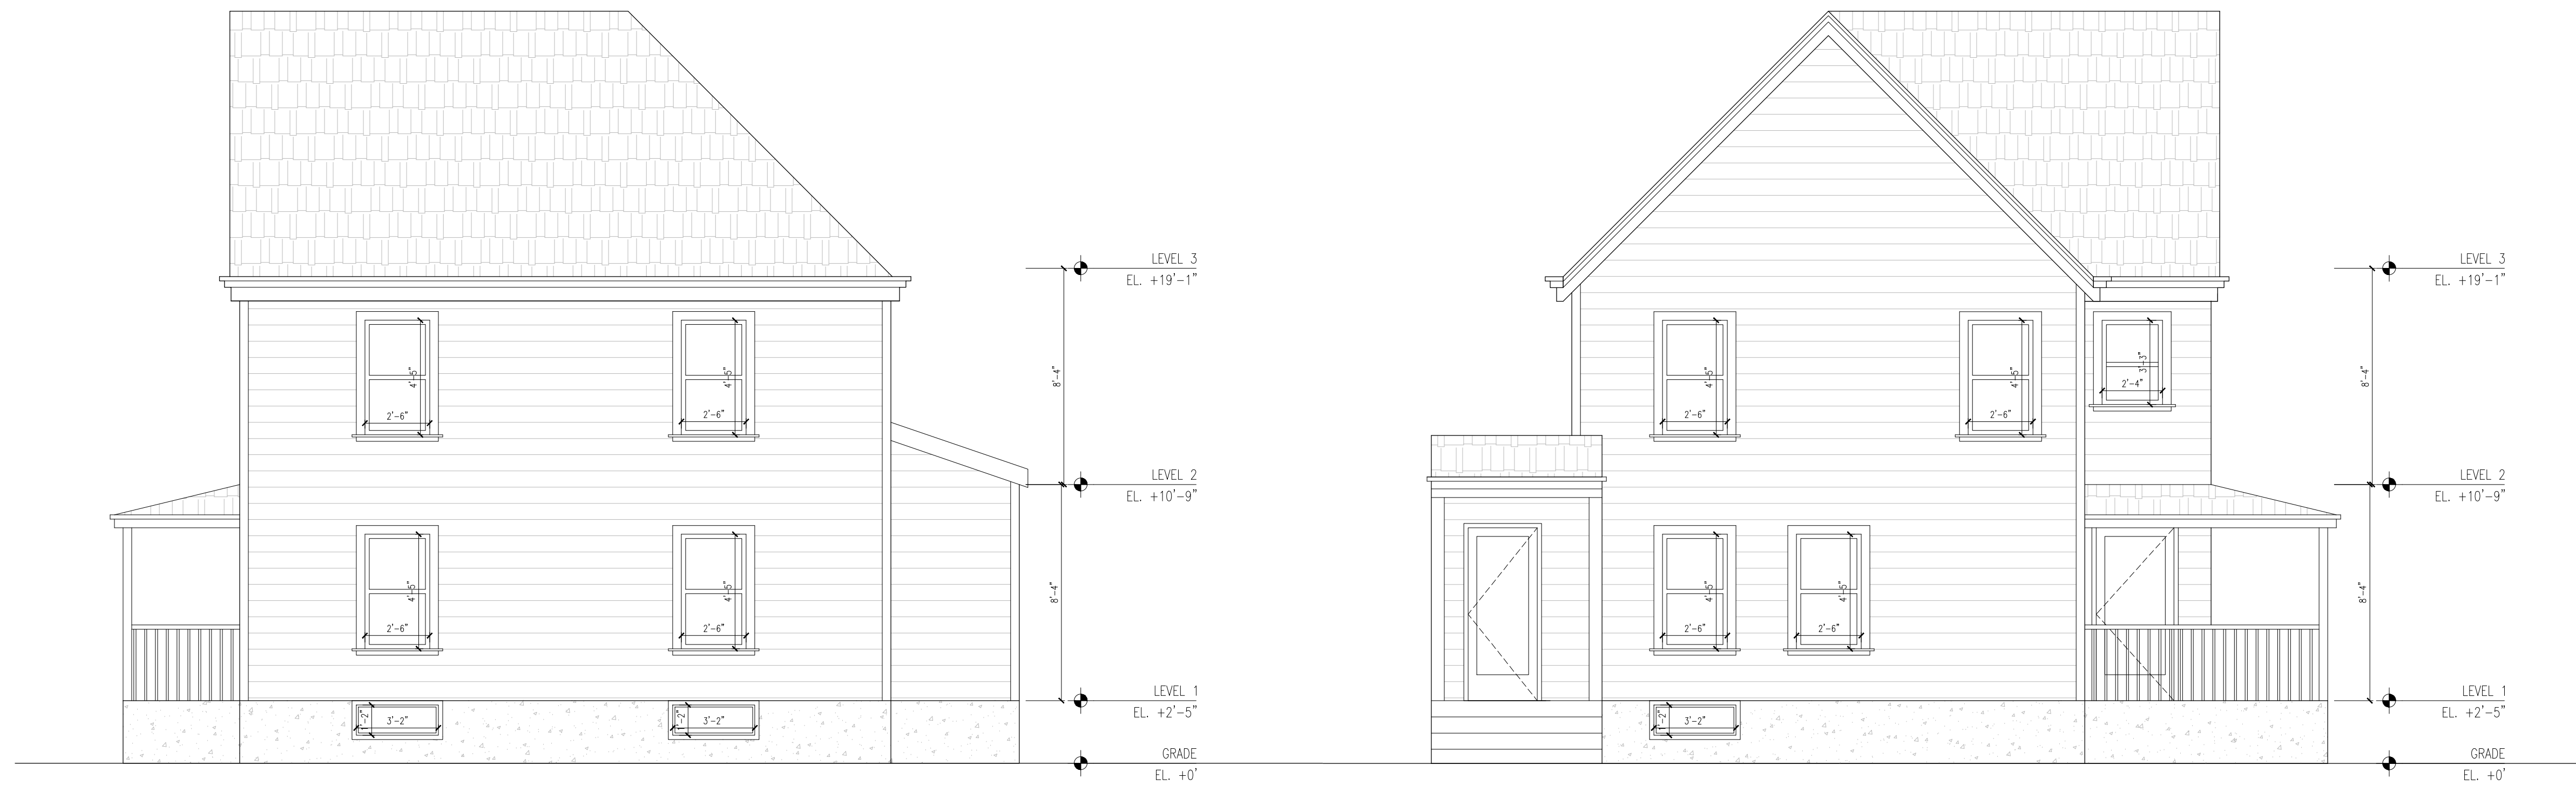 LEVEL 3
EL. +19'-1"
8'-4"
4'-5"
2'-6"
4'-5"
2'-6"
LEVEL 2
EL. +10'-9"
8'-4"
4'-5"
2'-6"
4'-5"
2'-6"
LEVEL 1
EL. +2'-5"
1'-2"
3'-2"
1'-2"
3'-2"
GRADE
EL. +0'
LEVEL 3
EL. +19'-1"
8'-4"
4'-5"
2'-6"
4'-5"
2'-6"
3'-3"
2'-4"
LEVEL 2
EL. +10'-9"
8'-4"
4'-5"
2'-6"
4'-5"
2'-6"
LEVEL 1
EL. +2'-5"
1'-2"
3'-2"
GRADE
EL. +0'